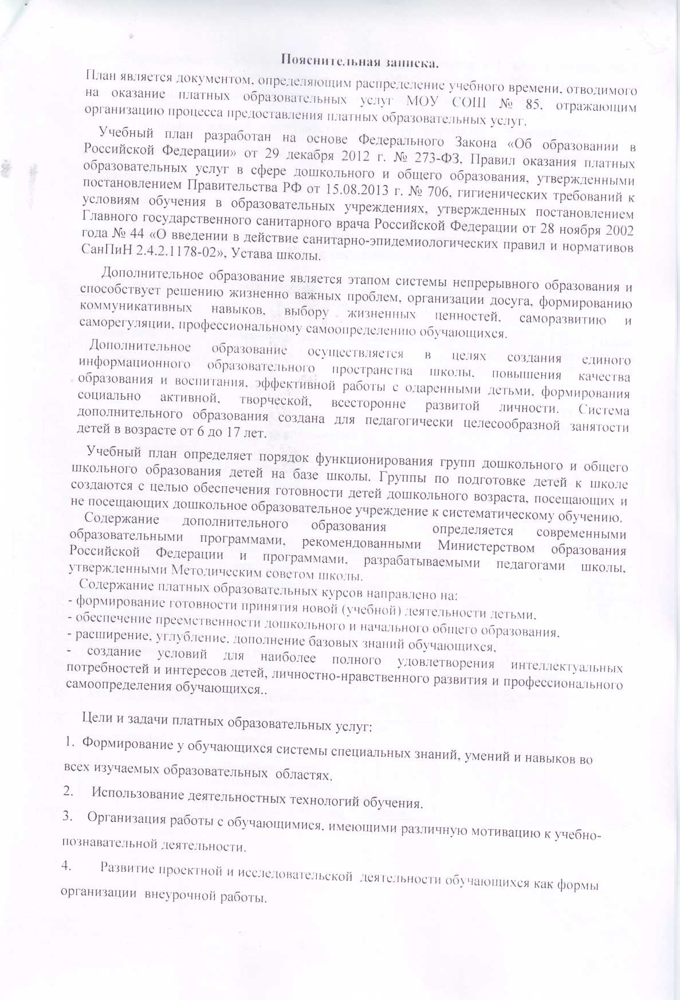 Пояснительная записка.
План является документом, определяющим распределение учебного времени, отводимого
на оказание платных образовательных услуг МОУ СОШ № 85, отражающим
организацию процесса предоставления платных образовательных услуг.
Учебный план разработан на основе Федерального Закона «Об образовании в
Российской Федерации» от 29 декабря 2012 г. № 273-ФЗ, Правил оказания платных
образовательных услуг в сфере дошкольного и общего образования, утвержденными
постановлением Правительства РФ от 15.08.2013 г. № 706, гигиенических требований к
условиям обучения в образовательных учреждениях, утвержденных постановлением
Главного государственного санитарного врача Российской Федерации от 28 ноября 2002
года № 44 «О введении в действие санитарно-эпидемиологических правил и нормативов
СанПиН 2.4.2.1178-02», Устава школы.
Дополнительное образование является этапом системы непрерывного образования и
способствует решению жизненно важных проблем, организации досуга, формированию
коммуникативных навыков, выбору жизненных ценностей, саморазвитию и
саморегуляции, профессиональному самоопределению обучающихся.
Дополнительное образование осуществляется в целях создания единого
информационного образовательного пространства школы, повышения качества
образования и воспитания, эффективной работы с одаренными детьми, формирования
социально активной, творческой, всесторонне развитой личности. Система
дополнительного образования создана для педагогически целесообразной занятости
детей в возрасте от 6 до 17 лет.
Учебный план определяет порядок функционирования групп дошкольного и общего
школьного образования детей на базе школы. Группы по подготовке детей к школе
создаются с целью обеспечения готовности детей дошкольного возраста, посещающих и
не посещающих дошкольное образовательное учреждение к систематическому обучению.
Содержание дополнительного образования определяется современными
образовательными программами, рекомендованными Министерством образования
Российской Федерации и программами, разрабатываемыми педагогами школы,
утвержденными Методическим советом школы.
Содержание платных образовательных курсов направлено на:
- формирование готовности принятия новой (учебной) деятельности детьми.
- обеспечение преемственности дошкольного и начального общего образования.
- расширение, углубление, дополнение базовых знаний обучающихся.
- создание условий для наиболее полного удовлетворения интеллектуальных
потребностей и интересов детей, личностно-нравственного развития и профессионального
самоопределения обучающихся..
Цели и задачи платных образовательных услуг:
1. Формирование у обучающихся системы специальных знаний, умений и навыков во
всех изучаемых образовательных областях.
2. Использование деятельностных технологий обучения.
3. Организация работы с обучающимися, имеющими различную мотивацию к учебно-
познавательной деятельности.
4. Развитие проектной и исследовательской деятельности обучающихся как формы
организации внеурочной работы.